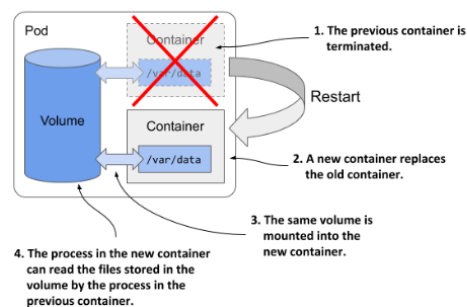 Pod
Container
/var/data
1. The previous container is
terminated.
Restart
Volume
Container
/var/data
2. A new container replaces
the old container.
3. The same volume is
mounted into the
new container.
4. The process in the new container
can read the files stored in the
volume by the process in the
previous container.